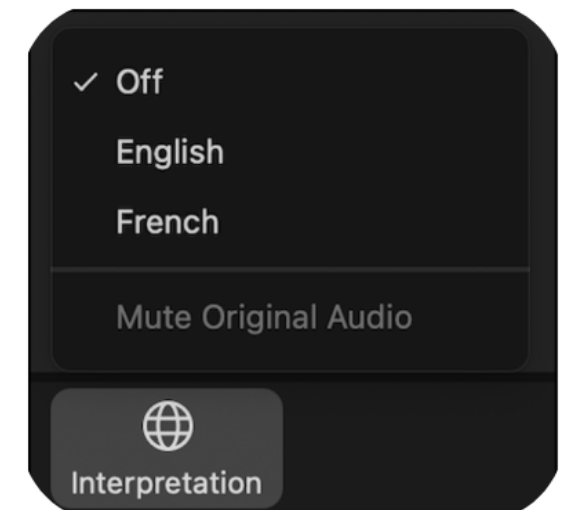 Off
English
French
Mute Original Audio
Interpretation